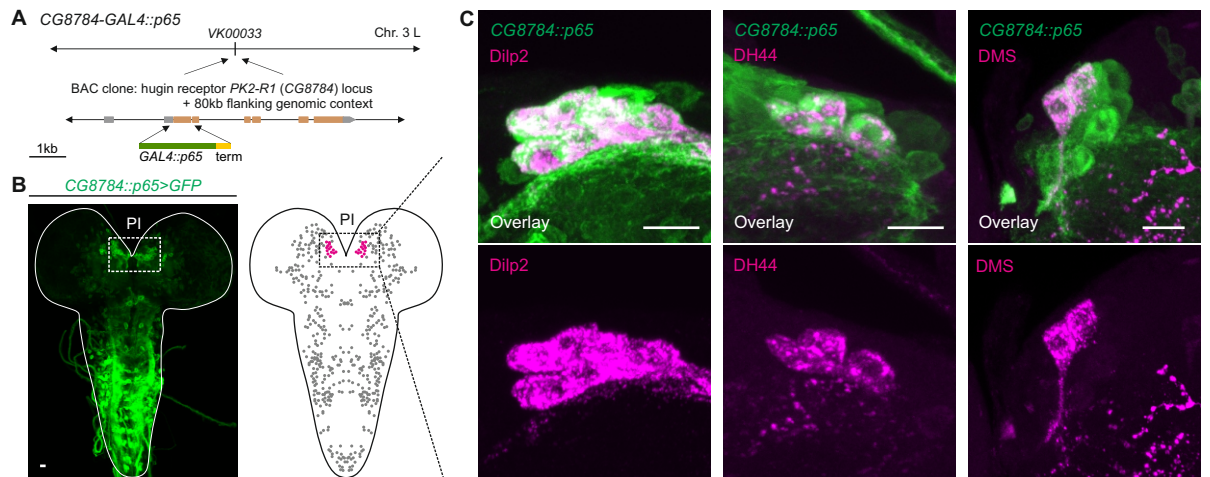 A
CG8784-GAL4::p65
VK00033
Chr. 3 L
BAC clone: hugin receptor PK2-R1 (CG8784) locus
+ 80kb flanking genomic context
1kb
GAL4::p65
term
B
CG8784::p65>GFP
PI
PI
C
CG8784::p65
Dilp2
Overlay
CG8784::p65
DH44
Overlay
CG8784::p65
DMS
Overlay
Dilp2
DH44
DMS